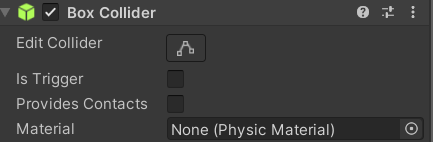 Box Collider
Edit Collider
Is Trigger
Provides Contacts
Material None (Physic Material)